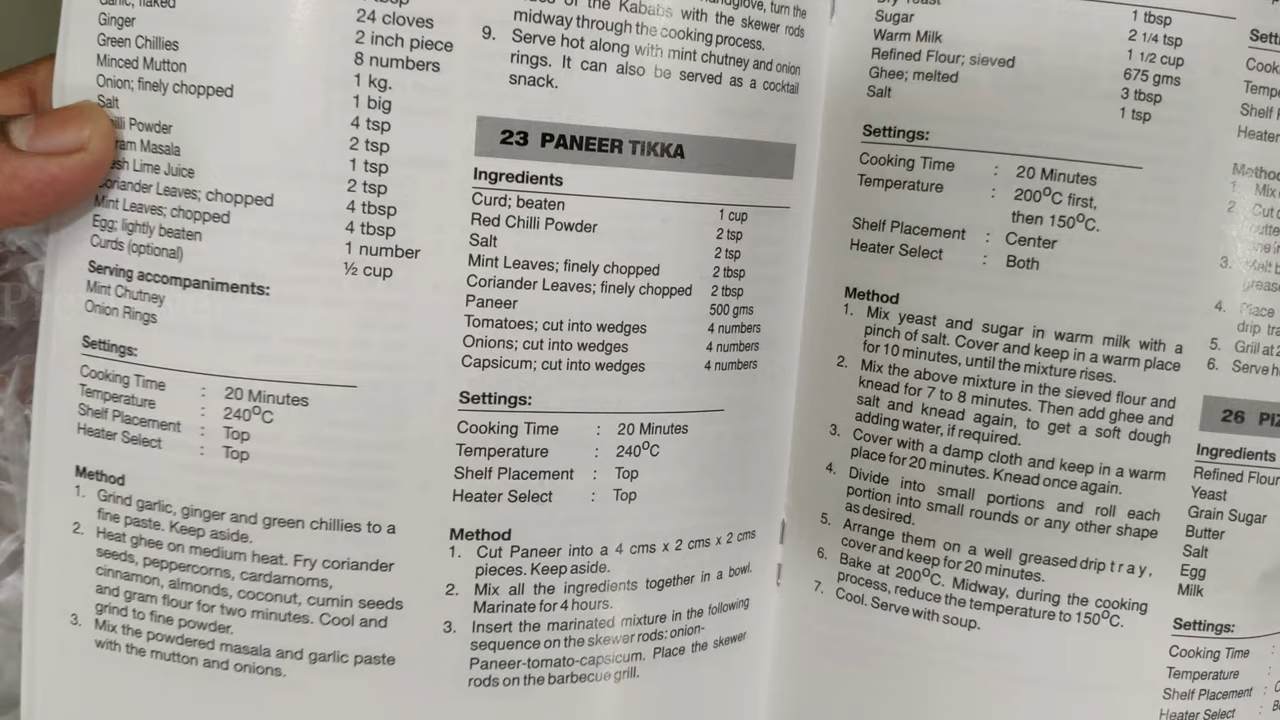 Ginger
Green Chillies
Minced Mutton
Onion; finely chopped
Salt
Powder
Masala
Lime Juice
Coriander Leaves; chopped
Mint Leaves; chopped
Egg; lightly beaten
Curds (optional)
24 cloves
2 inch piece
8 numbers
1 kg.
1 big
4 tsp
2 tsp
1 tsp
2 tsp
4 tbsp
4 tbsp
1 number
½ cup
Serving accompaniments:
Mint Chutney
Onion Rings
Settings:
Cooking Time : 20 Minutes
Temperature : 240°C
Shelf Placement : Top
Heater Select : Top
Method
1. Grind garlic, ginger and green chillies to a
fine paste. Keep aside.
2. Heat ghee on medium heat. Fry coriander
seeds, peppercorns, cardamoms,
cinnamon, almonds, coconut, cumin seeds
and gram flour for two minutes. Cool and
grind to fine powder.
3. Mix the powdered masala and garlic paste
with the mutton and onions.
of the Kababs with the skewer rods
midway through the cooking process.
9. Serve hot along with mint chutney and onion
rings. It can also be served as a cocktail
snack.
23 PANEER TIKKA
Ingredients
Curd; beaten 1 cup
Red Chilli Powder 2 tsp
Salt 2 tsp
Mint Leaves; finely chopped 2 tbsp
Coriander Leaves; finely chopped 2 tbsp
Paneer 500 gms
Tomatoes; cut into wedges 4 numbers
Onions; cut into wedges 4 numbers
Capsicum; cut into wedges 4 numbers
Settings:
Cooking Time : 20 Minutes
Temperature : 240°C
Shelf Placement : Top
Heater Select : Top
Method
1. Cut Paneer into a 4 cms x 2 cms x 2 cms
pieces. Keep aside.
2. Mix all the ingredients together in a bowl.
Marinate for 4 hours.
3. Insert the marinated mixture in the following
sequence on the skewer rods: onion-
Paneer-tomato-capsicum. Place the skewer
rods on the barbecue grill.
Sugar
Warm Milk
Refined Flour; sieved
Ghee; melted
Salt
1 tbsp
2 1/4 tsp
1 1/2 cup
675 gms
3 tbsp
1 tsp
Settings:
Cooking Time : 20 Minutes
Temperature : 200°C first,
then 150°C.
Shelf Placement : Center
Heater Select : Both
Method
1. Mix yeast and sugar in warm milk with a
pinch of salt. Cover and keep in a warm place
for 10 minutes, until the mixture rises.
2. Mix the above mixture in the sieved flour and
knead for 7 to 8 minutes. Then add ghee and
salt and knead again, to get a soft dough
adding water, if required.
3. Cover with a damp cloth and keep in a warm
place for 20 minutes. Knead once again.
4. Divide into small portions and roll each
portion into small rounds or any other shape
as desired.
5. Arrange them on a well greased drip tray,
cover and keep for 20 minutes.
6. Bake at 200°C. Midway, during the cooking
process, reduce the temperature to 150°C.
7. Cool. Serve with soup.
Shelf
Heater
1. Mix
2. Cut
3.
4. Place
drip
5. Grill at
6. Serve
26
Ingredients
Refined
Yeast
Grain Sugar
Butter
Salt
Egg
Milk
Settings:
Cooking Time :
Temperature :
Shelf Placement :
Heater Select :